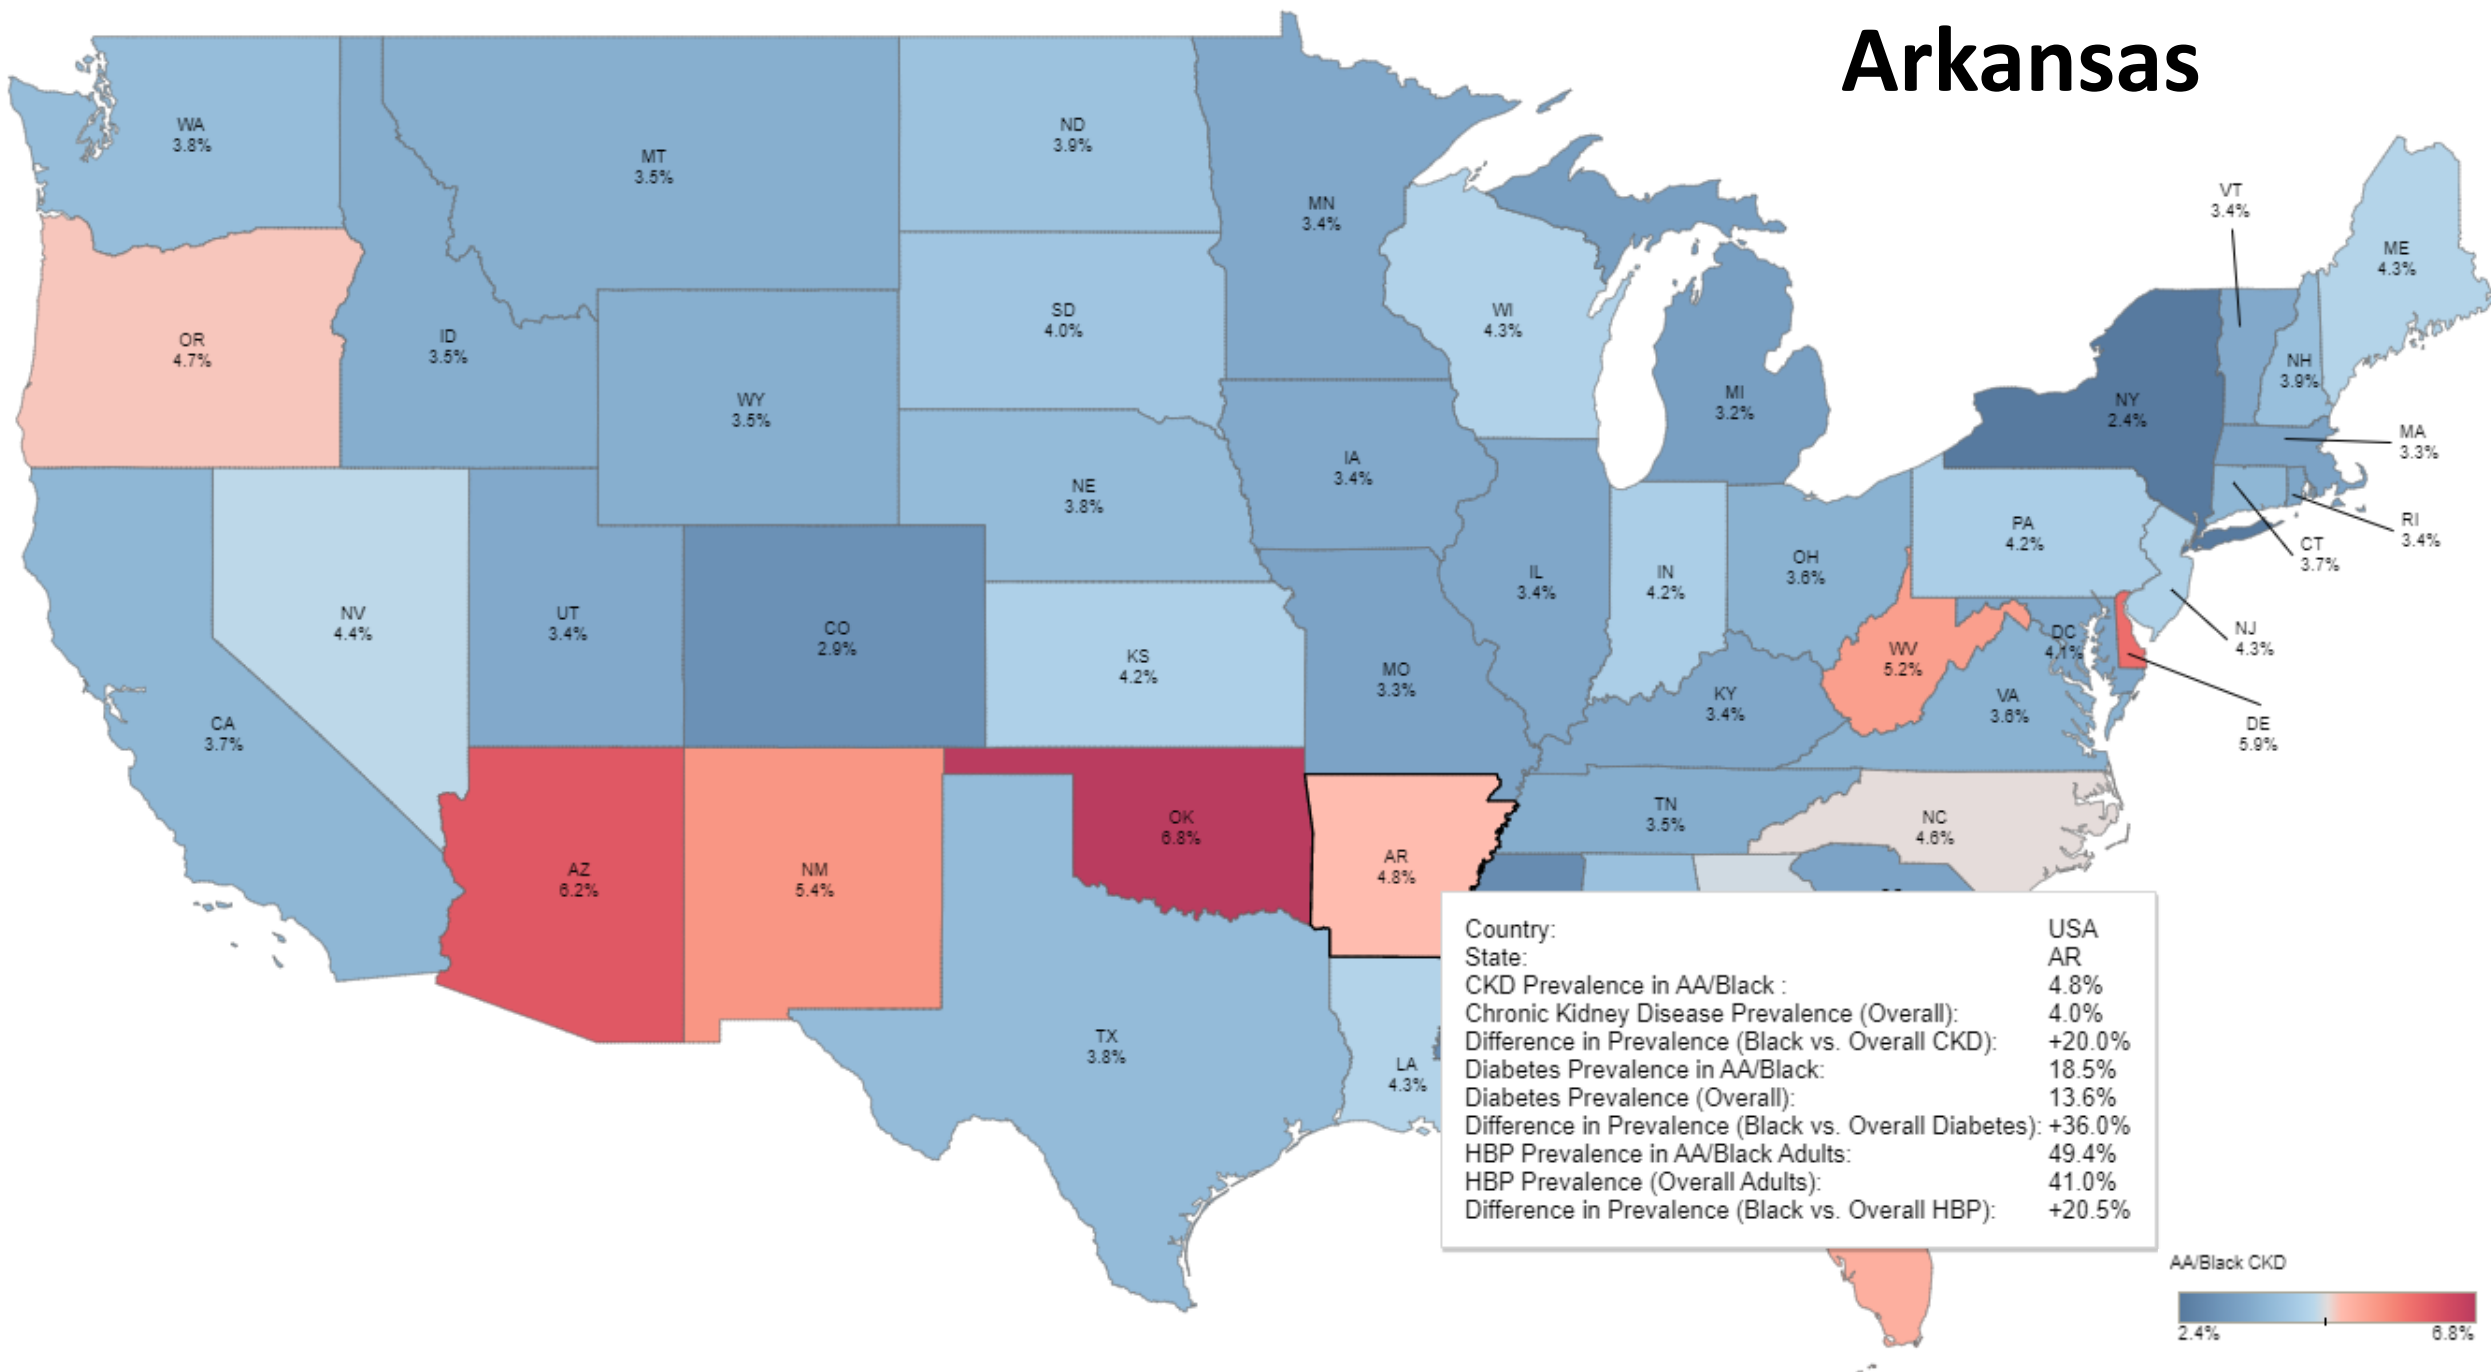 Arkansas
WA
3.8%
MT
3.5%
ND
3.9%
MN
3.4%
VT
3.4%
ME
4.3%
OR
4.7%
ID
3.5%
SD
4.0%
WI
4.3%
NH
3.9%
WY
3.5%
MI
3.2%
NY
2.4%
MA
3.3%
IA
3.4%
NE
3.8%
PA
4.2%
RI
3.4%
CT
3.7%
NV
4.4%
UT
3.4%
CO
2.9%
KS
4.2%
IL
3.4%
IN
4.2%
OH
3.6%
WV
5.2%
DC
4.1%
NJ
4.3%
MO
3.3%
KY
3.4%
VA
3.6%
DE
5.9%
CA
3.7%
AZ
6.2%
NM
5.4%
OK
6.8%
AR
4.8%
TN
3.5%
NC
4.6%
TX
3.8%
LA
4.3%
Country: USA
State: AR
CKD Prevalence in AA/Black : 4.8%
Chronic Kidney Disease Prevalence (Overall): 4.0%
Difference in Prevalence (Black vs. Overall CKD): +20.0%
Diabetes Prevalence in AA/Black: 18.5%
Diabetes Prevalence (Overall): 13.6%
Difference in Prevalence (Black vs. Overall Diabetes): +36.0%
HBP Prevalence in AA/Black Adults: 49.4%
HBP Prevalence (Overall Adults): 41.0%
Difference in Prevalence (Black vs. Overall HBP): +20.5%
AA/Black CKD
2.4% 6.8%